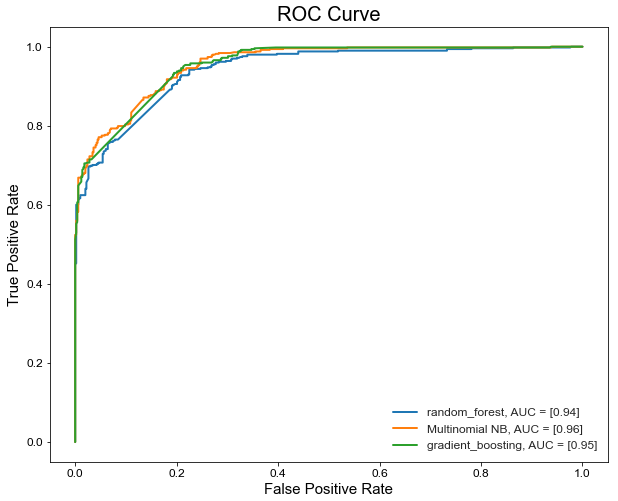 ROC Curve
True Positive Rate
1.0
0.8
0.6
0.4
0.2
0.0
random_forest, AUC = [0.94]
Multinomial NB, AUC = [0.96]
gradient_boosting, AUC = [0.95]
0.0 0.2 0.4 0.6 0.8 1.0
False Positive Rate